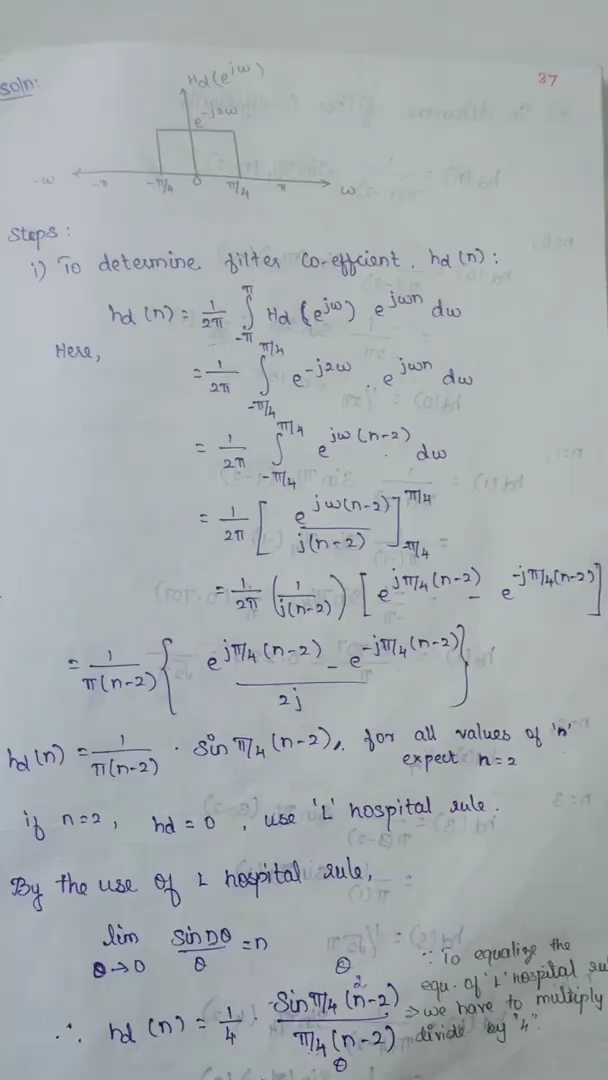 soln:
37
Hd(e^jω)
e^-j2ω
-ω -π -π/4 0 π/4 π ω
Steps:
i) To determine filter co-effcient, hd(n):
hd(n) = 1/2π ∫_-π^π Hd(e^jω) e^jωn dω
Here,
= 1/2π ∫_-π/4^π/4 e^-j2ω . e^jωn dω
= 1/2π ∫_-π/4^π/4 e^jω(n-2) dω
= 1/2π [e^jω(n-2) / j(n-2)]_-π/4^π/4
= 1/2π (1/j(n-2)) [e^jπ/4(n-2) - e^-jπ/4(n-2)]
= 1/π(n-2) {e^jπ/4(n-2) - e^-jπ/4(n-2) / 2j}
hd(n) = 1/π(n-2) . sin π/4(n-2), for all values of 'n'
expect n=2
if n=2, hd=0, use 'L' hospital rule.
By the use of L hospital rule,
lim θ→0 sin nθ/θ = n
∵ To equalize the
equ. of 'L' hospital
⇒ we have to multiply
divide by "4".
θ
2
∴ hd(n) = 1/4 . sin π/4(n-2) / π/4(n-2)
θ